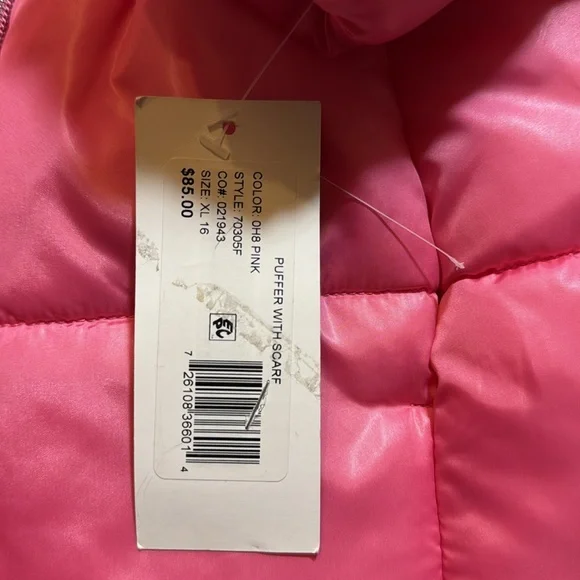 PUFFER WITH SCARF
COLOR: 0H8 PINK
STYLE: 70305F
CO#: 021943
SIZE: XL 16
$85.00
7 26108 36601 4